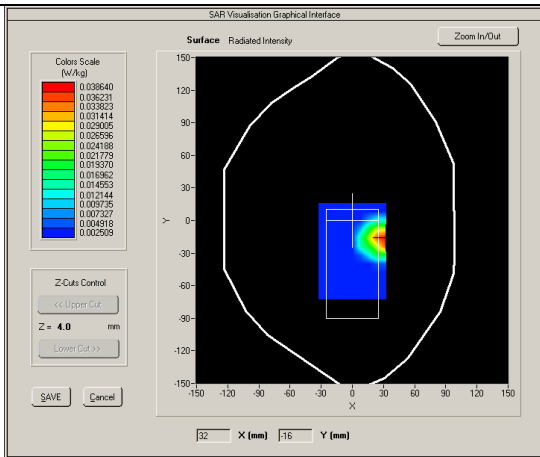 SAR Visualisation Graphical Interface
Surface Radiated Intensity
Zoom In/Out
Colors Scale
(W/kg)
0.038640
0.036231
0.033823
0.031414
0.029005
0.026596
0.024188
0.021779
0.019370
0.016962
0.014553
0.012144
0.009735
0.007327
0.004918
0.002509
Z-Cuts Control
<< Upper Cut
Z = 4.0 mm
Lower Cut >>
SAVE Cancel
150
120
90
60
30
0
-30
-60
-90
-120
-150
Y
-150 -120 -90 -60 -30 0 30 60 90 120 150
X
32 X (mm) -16 Y (mm)